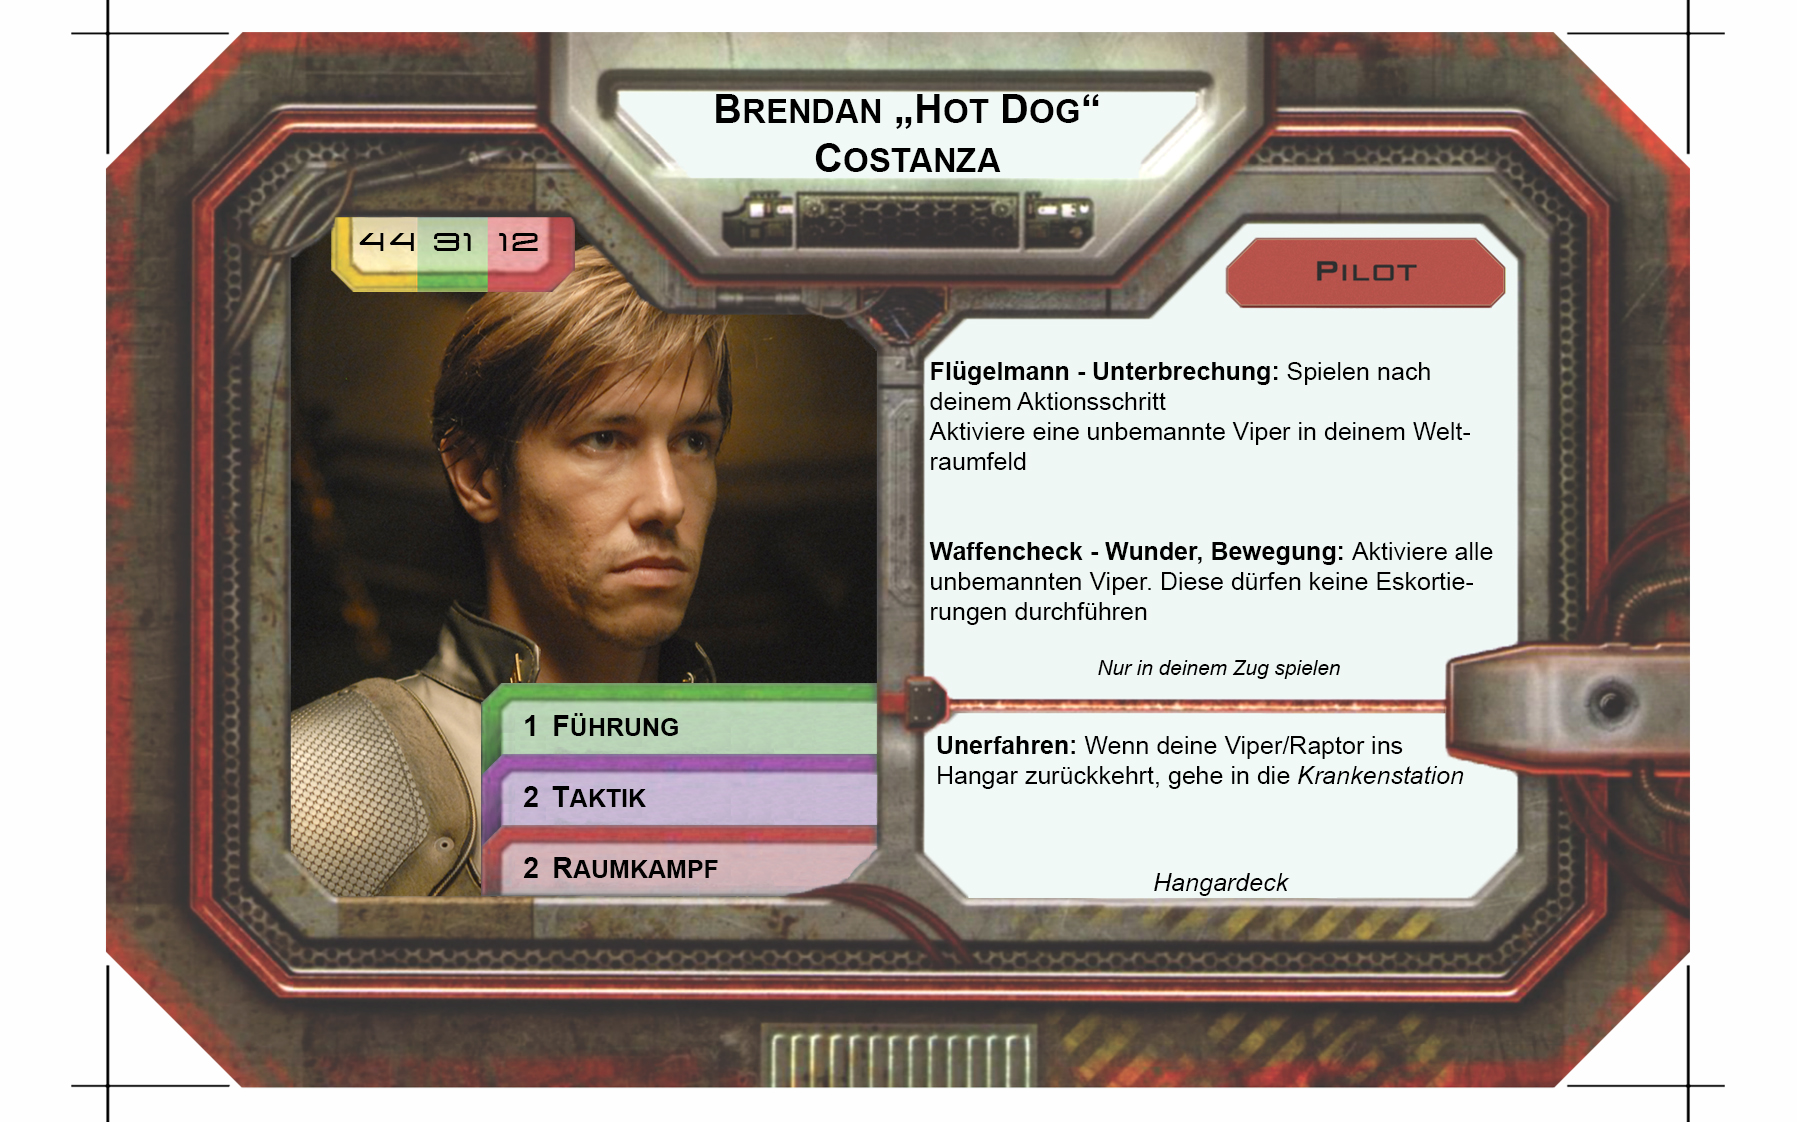 BRENDAN „HOT DOG“
COSTANZA
44 31 12
PILOT
Flügelmann - Unterbrechung: Spielen nach
deinem Aktionsschritt
Aktiviere eine unbemannte Viper in deinem Welt-
raumfeld
Waffencheck - Wunder, Bewegung: Aktiviere alle
unbemannten Viper. Diese dürfen keine Eskortie-
rungen durchführen
Nur in deinem Zug spielen
1 FÜHRUNG
2 TAKTIK
2 RAUMKAMPF
Unerfahren: Wenn deine Viper/Raptor ins
Hangar zurückkehrt, gehe in die Krankenstation
Hangardeck